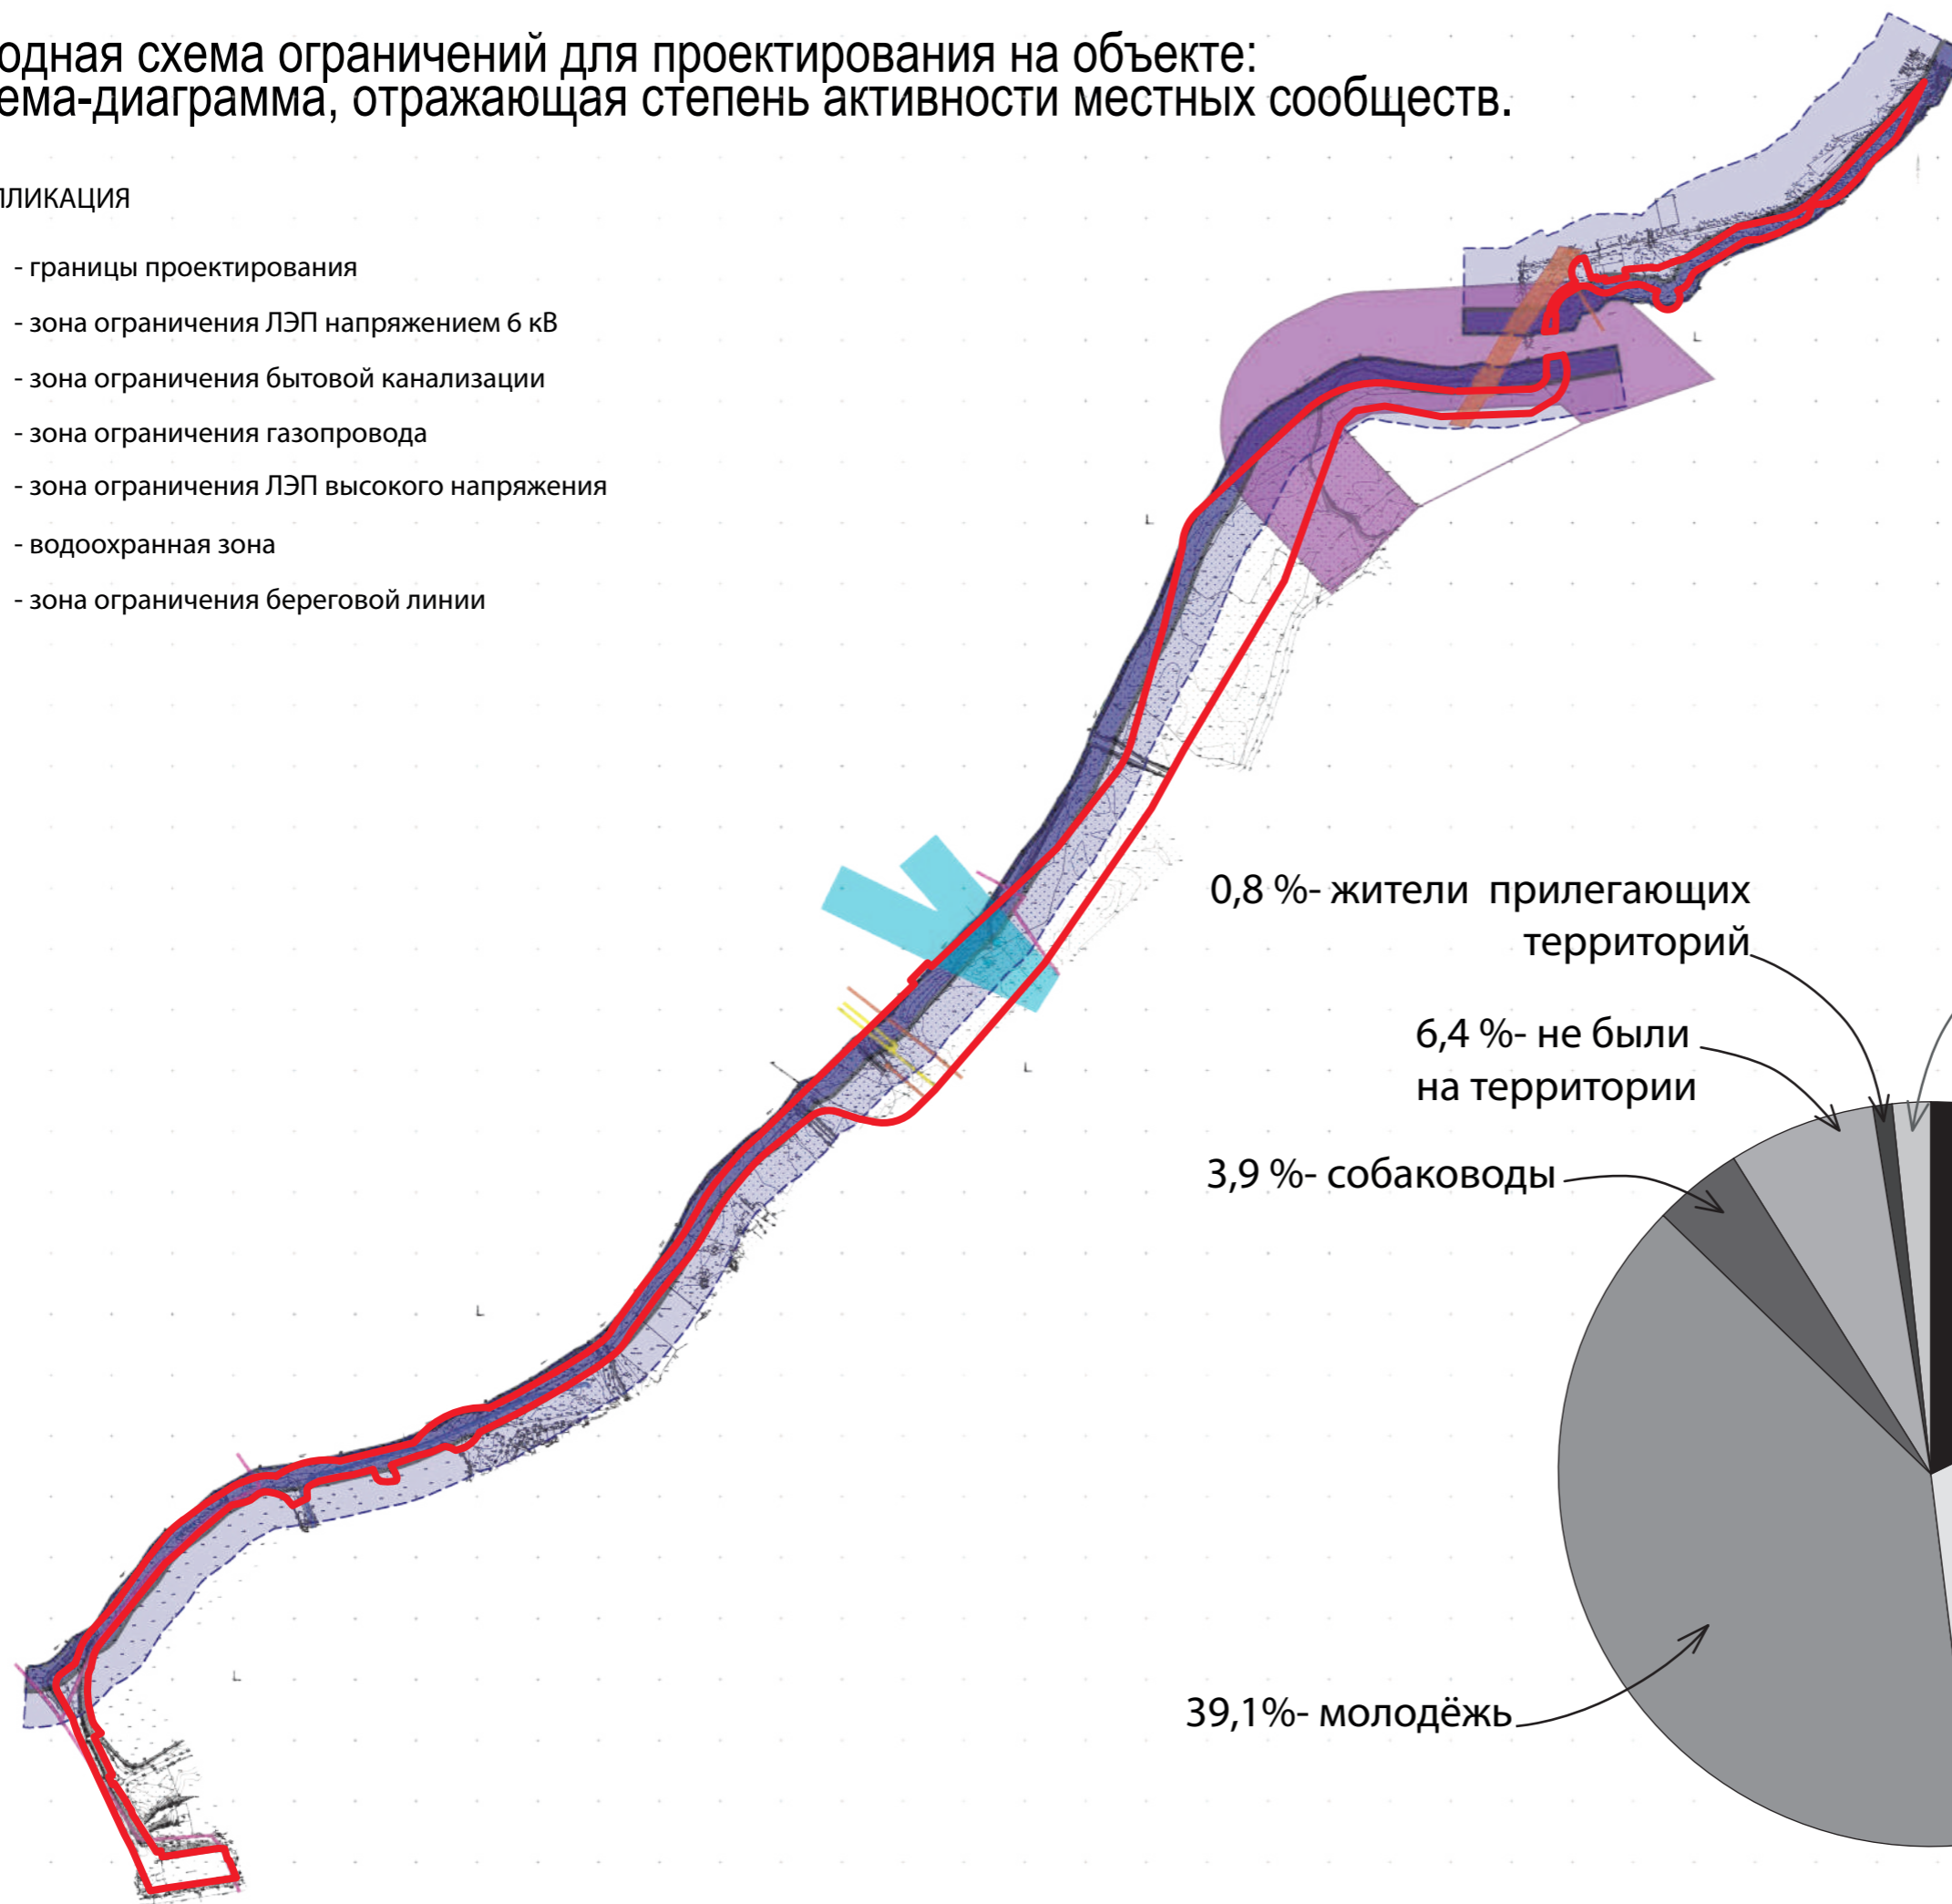 одная схема ограничений для проектирования на объекте:
ема-диаграмма, отражающая степень активности местных сообществ.
ПЛИКАЦИЯ
- границы проектирования
- зона ограничения ЛЭП напряжением 6 кВ
- зона ограничения бытовой канализации
- зона ограничения газопровода
- зона ограничения ЛЭП высокого напряжения
- водоохранная зона
- зона ограничения береговой линии
0,8 %- жители прилегающих
территорий
6,4 %- не были
на территории
3,9 %- собаководы
39,1%- молодёжь